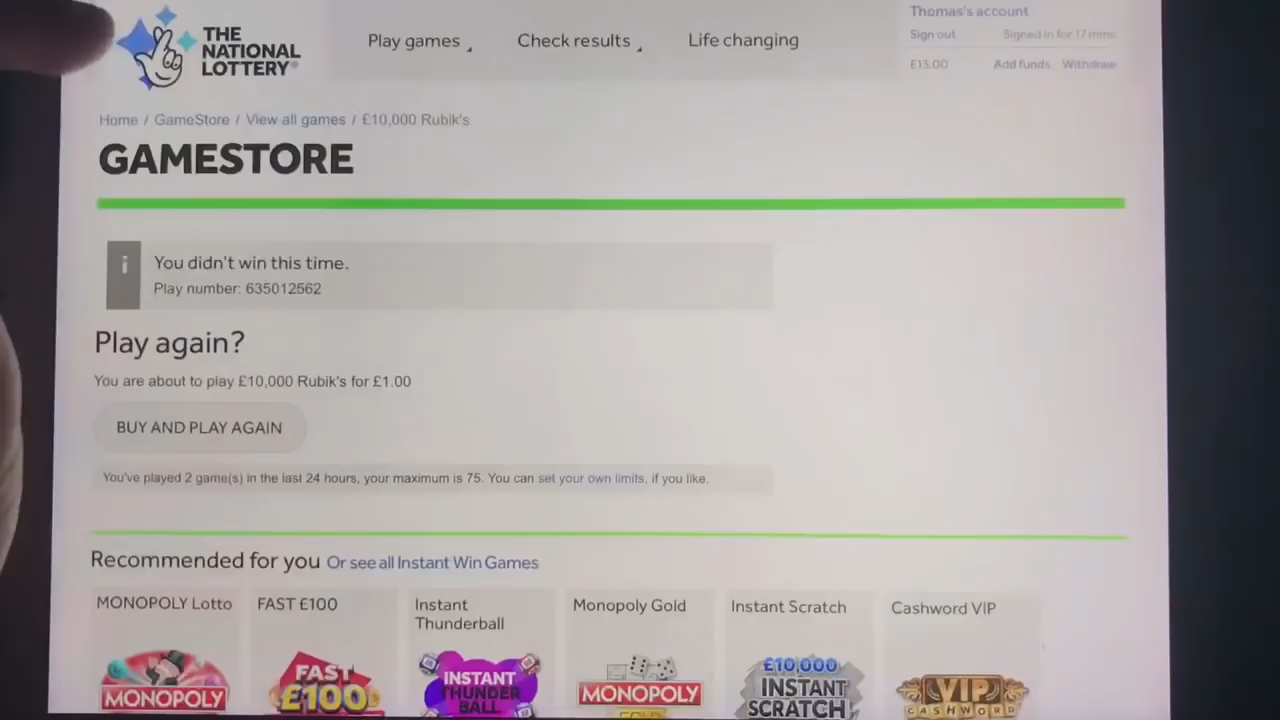 THE
NATIONAL
LOTTERY®
Play games
Check results
Life changing
Thomas's account
Sign out
Signed in for 17 mins
£13.00
Add funds
Withdraw
Home / GameStore / View all games / £10,000 Rubik's
GAMESTORE
i
You didn't win this time.
Play number: 635012562
Play again?
You are about to play £10,000 Rubik's for £1.00
BUY AND PLAY AGAIN
You've played 2 game(s) in the last 24 hours, your maximum is 75. You can set your own limits, if you like.
Recommended for you Or see all Instant Win Games
MONOPOLY Lotto
FAST £100
Instant
Thunderball
Monopoly Gold
Instant Scratch
Cashword VIP
MONOPOLY
FAST
£100
INSTANT
THUNDER
BALL
MONOPOLY
GOLD
£10,000
INSTANT
SCRATCH
VIP
CASHWORD